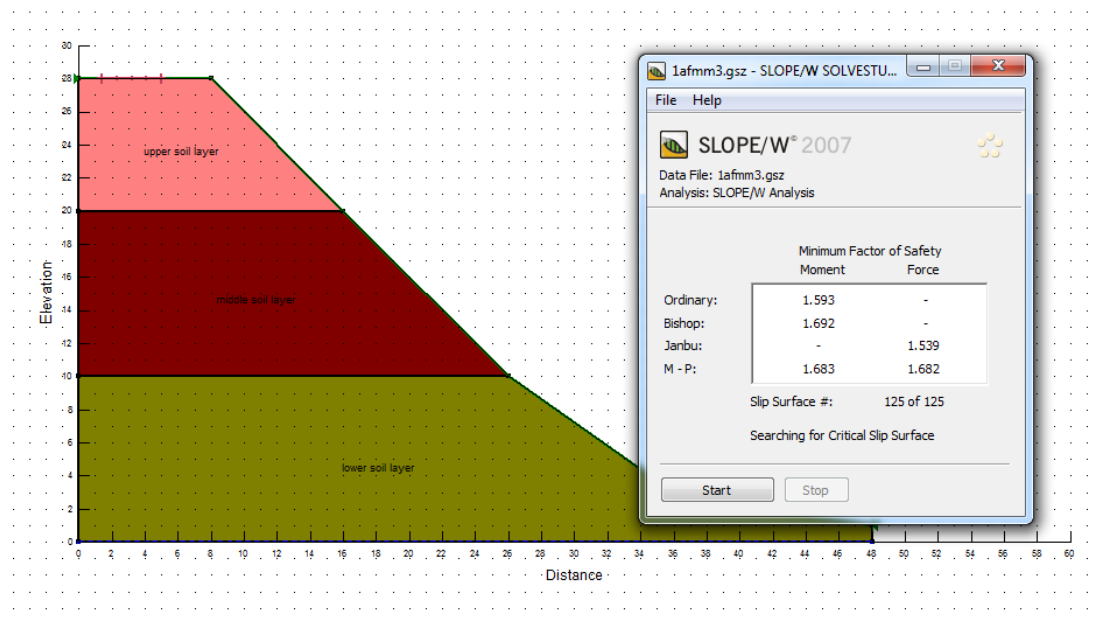 30
28
26
24
22
20
18
16
14
12
10
8
6
4
2
0
Elevation
upper soil layer
middle soil layer
lower soil layer
0 2 4 6 8 10 12 14 16 18 20 22 24 26 28 30 32 34 36 38 40 42 44 46 48 50 52 54 56 58 60
Distance
1afmm3.gsz - SLOPE/W SOLVESTU...
File Help
SLOPE/W® 2007
Data File: 1afmm3.gsz
Analysis: SLOPE/W Analysis
Minimum Factor of Safety
Moment Force
Ordinary: 1.593 -
Bishop: 1.692 -
Janbu: - 1.539
M - P: 1.683 1.682
Slip Surface #: 125 of 125
Searching for Critical Slip Surface
Start Stop